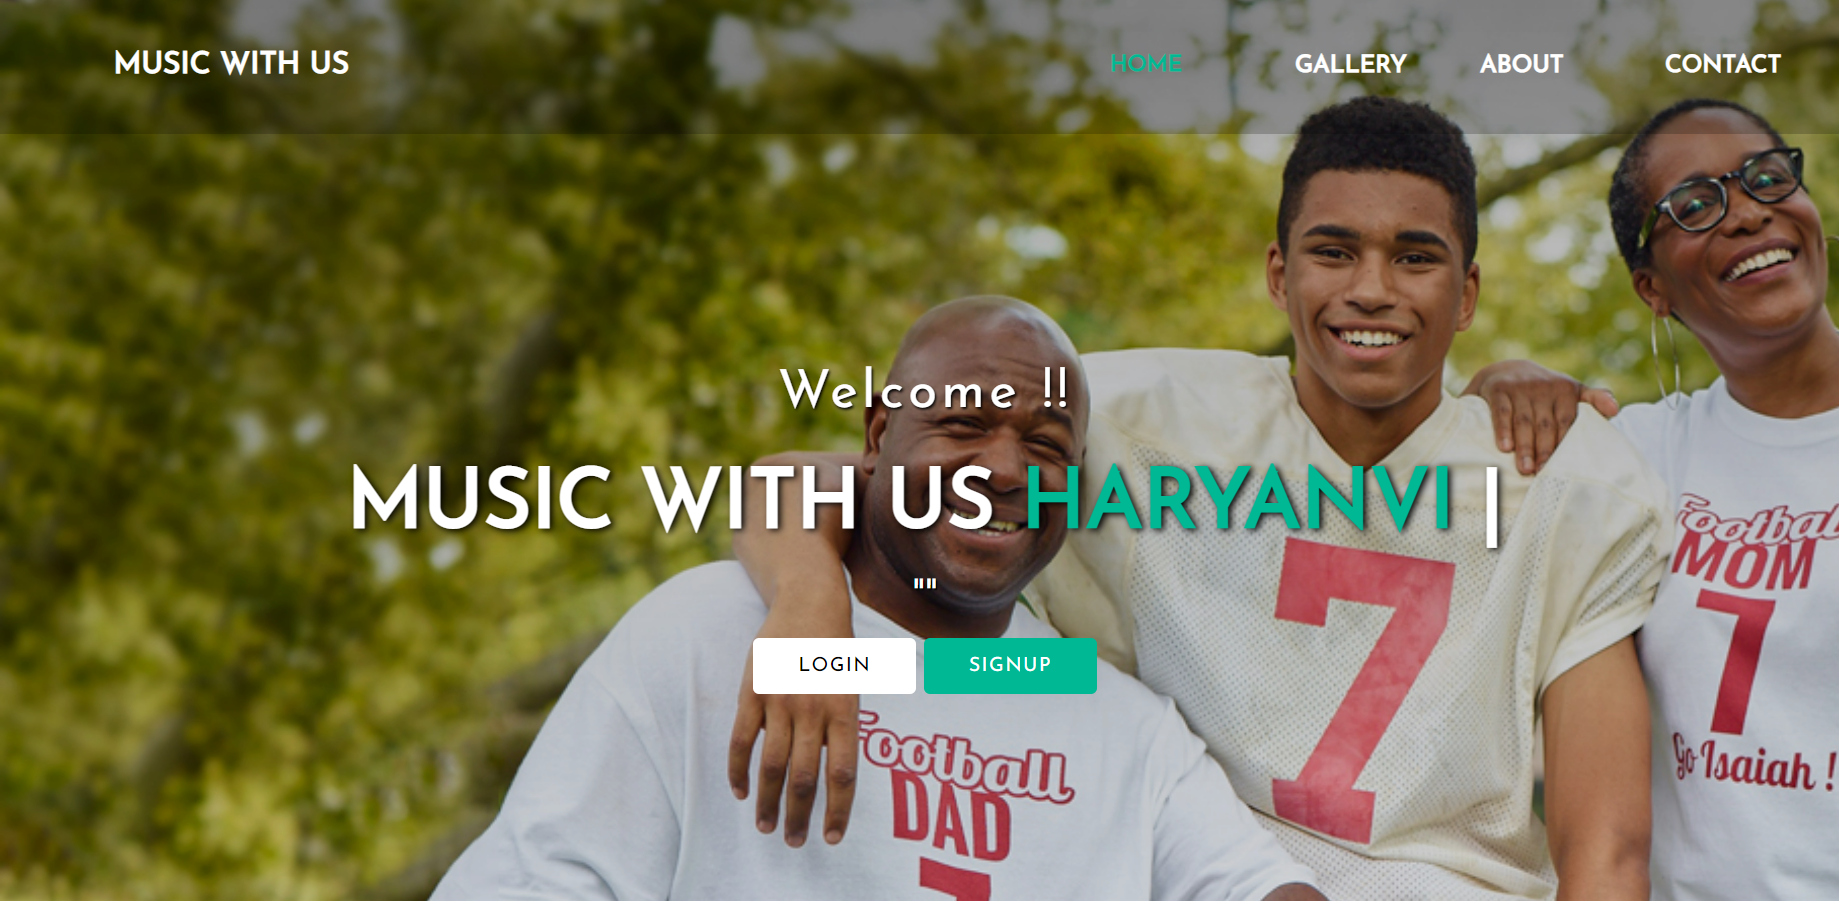 MUSIC WITH US
HOME GALLERY ABOUT CONTACT
Welcome !!
MUSIC WITH US HARYANVI |
""
LOGIN SIGNUP
Football
MOM
7
Go Isaiah !
7
Football
DAD